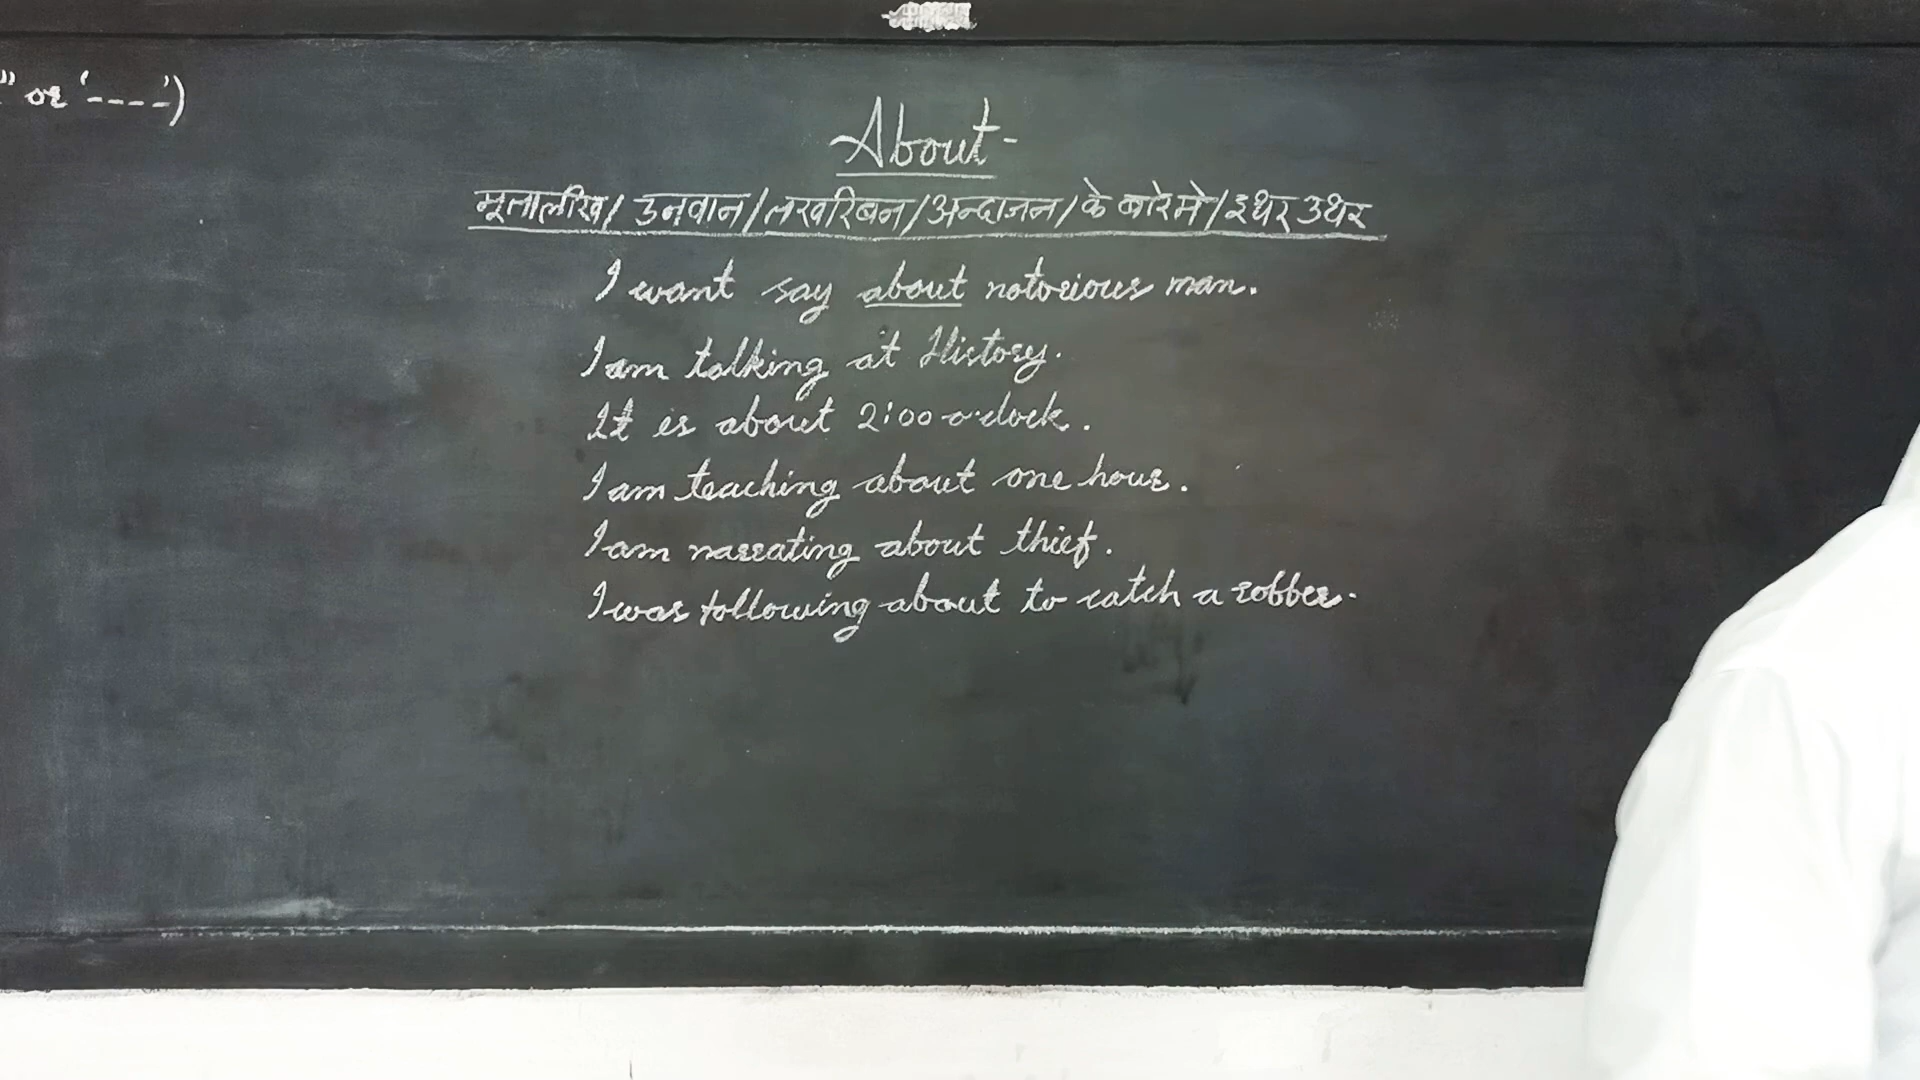 " or '----')
About-
मूतालीख/ उनवान/तखरिबन/अन्दाजन/के बारेमे/इधर उधर
I want say about notorious man.
I am talking at History.
It is about 2:00 o'clock.
I am teaching about one hour.
I am narrating about thief.
I was following about to catch a robber.